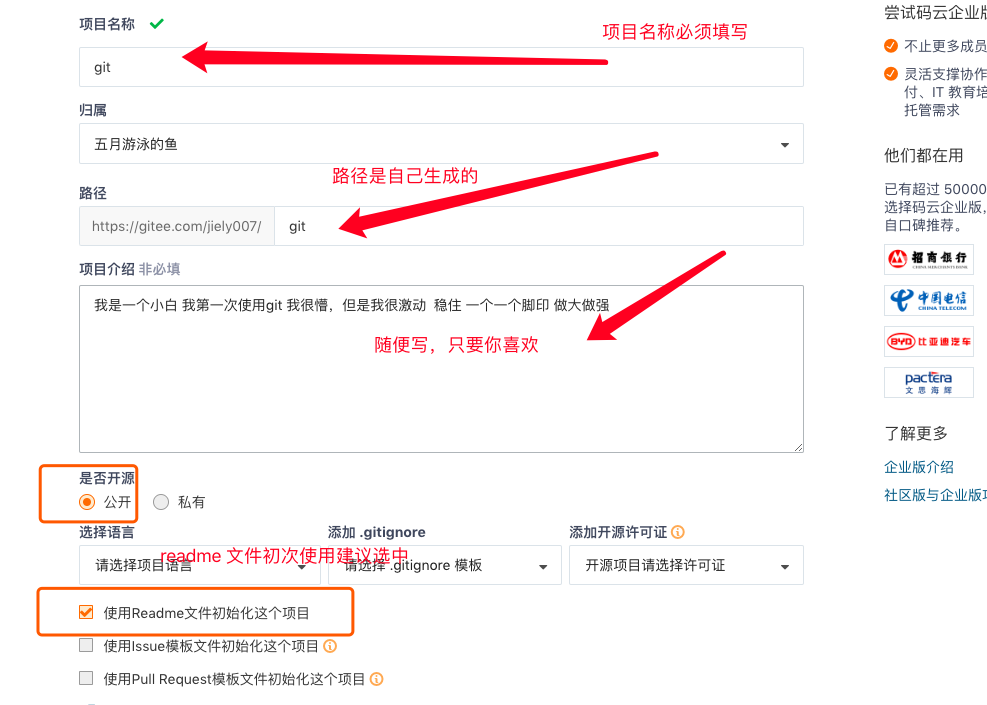 项目名称
项目名称必须填写
git
归属
五月游泳的鱼
路径是自己生成的
路径
https://gitee.com/jiely007/ git
项目介绍 非必填
我是一个小白 我第一次使用git 我很懵，但是我很激动 稳住 一个一个脚印 做大做强
随便写，只要你喜欢
是否开源
公开 私有
选择语言 添加 .gitignore 添加开源许可证
readme 文件初次使用建议选中
请选择项目语言 请选择 .gitignore 模板 开源项目请选择许可证
使用Readme文件初始化这个项目
使用Issue模板文件初始化这个项目
使用Pull Request模板文件初始化这个项目
尝试码云企业版
不止更多成员
灵活支撑协作
付、IT 教育培
托管需求
他们都在用
已有超过 50000
选择码云企业版，
自口碑推荐。
招商银行
CHINA MERCHANTS BANK
中国电信
CHINA TELECOM
BYD 比亚迪汽车
pactera
文思海辉
了解更多
企业版介绍
社区版与企业版